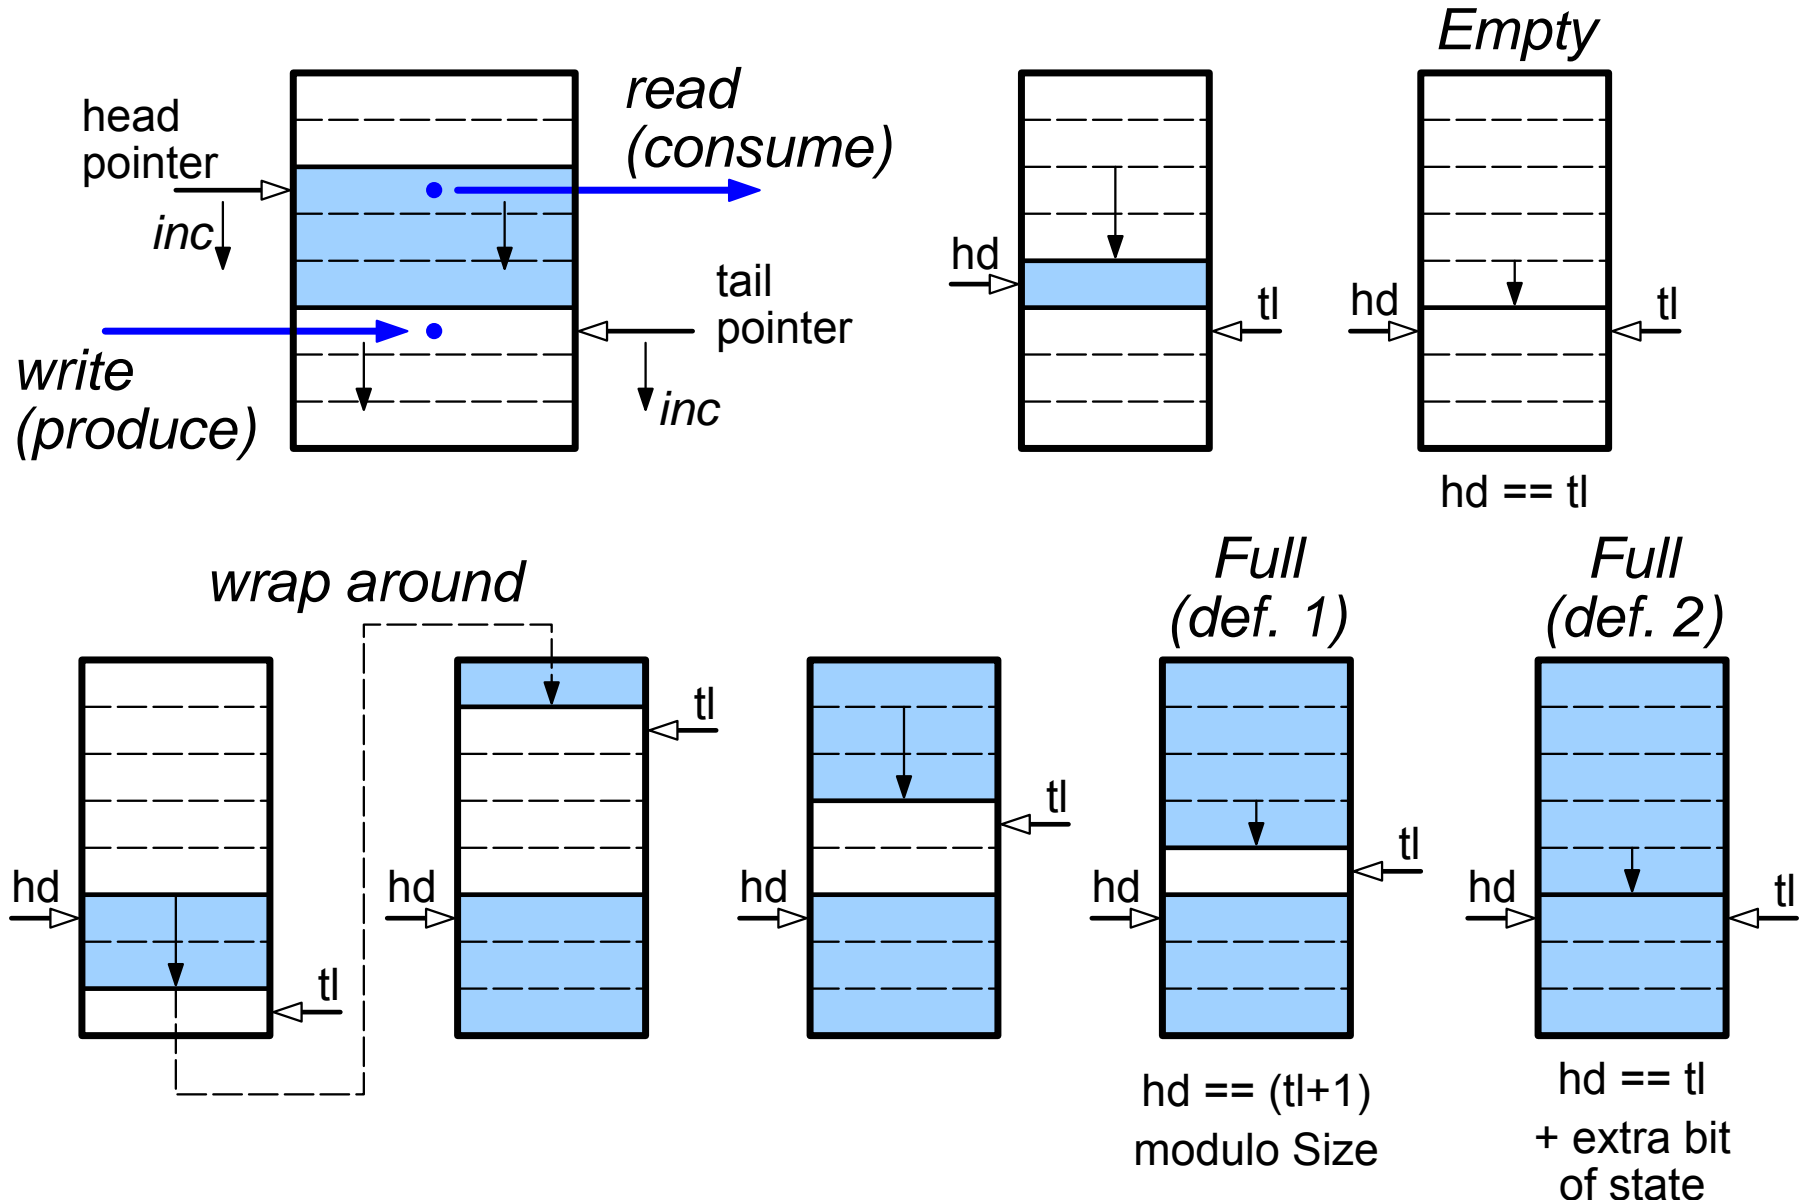 Empty
head
pointer
inc
read
(consume)
tail
pointer
inc
write
(produce)
hd
tl
hd
tl
hd == tl
wrap around
Full
(def. 1)
Full
(def. 2)
hd
tl
hd
tl
hd
tl
hd
tl
hd
tl
hd == (tl+1)
modulo Size
hd == tl
+ extra bit
of state